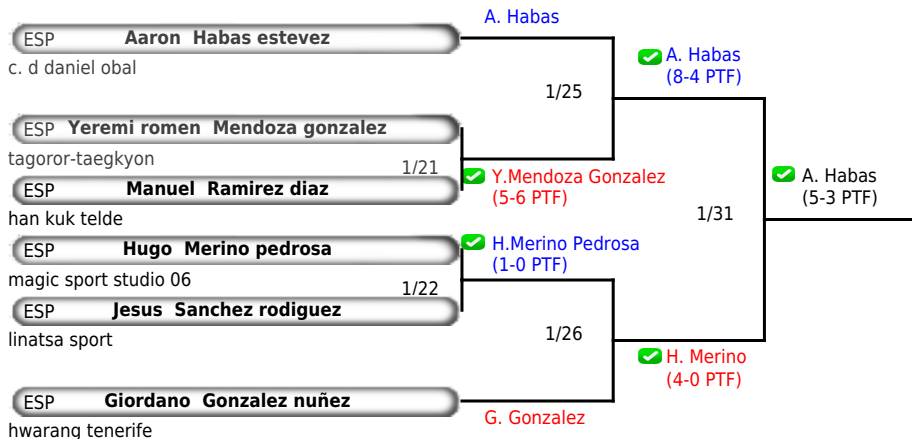 A. Habas
ESP Aaron Habas estevez
c. d daniel obal
A. Habas
(8-4 PTF)
1/25
ESP Yeremi romen Mendoza gonzalez
tagoror-taegkyon
1/21
Y.Mendoza Gonzalez
(5-6 PTF)
ESP Manuel Ramirez diaz
han kuk telde
A. Habas
(5-3 PTF)
1/31
ESP Hugo Merino pedrosa
magic sport studio 06
H.Merino Pedrosa
(1-0 PTF)
1/22
ESP Jesus Sanchez rodiguez
linatsa sport
1/26
H. Merino
(4-0 PTF)
ESP Giordano Gonzalez nuñez
hwarang tenerife
G. Gonzalez